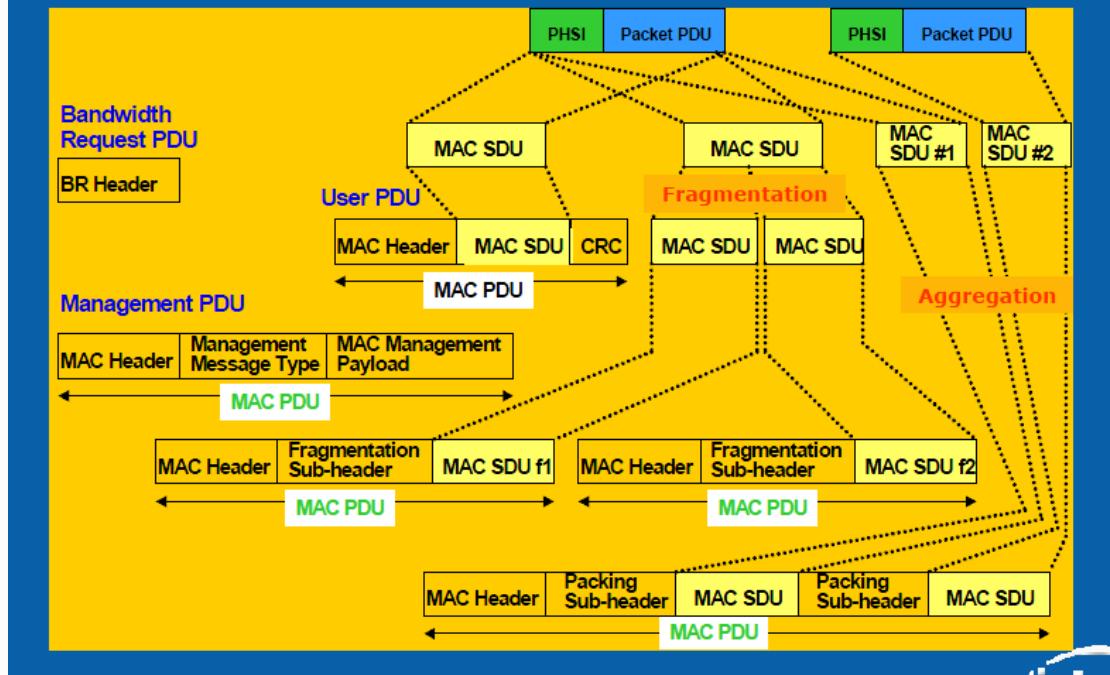 PHSI Packet PDU PHSI Packet PDU
Bandwidth
Request PDU
BR Header
MAC SDU
MAC SDU
MAC
SDU #1
MAC
SDU #2
User PDU
Fragmentation
MAC Header MAC SDU CRC
MAC PDU
MAC SDU MAC SDU
Aggregation
Management PDU
MAC Header
Management
Message Type
MAC Management
Payload
MAC PDU
MAC Header
Fragmentation
Sub-header
MAC SDU f1
MAC PDU
MAC Header
Fragmentation
Sub-header
MAC SDU f2
MAC PDU
MAC Header
Packing
Sub-header
MAC SDU
Packing
Sub-header
MAC SDU
MAC PDU